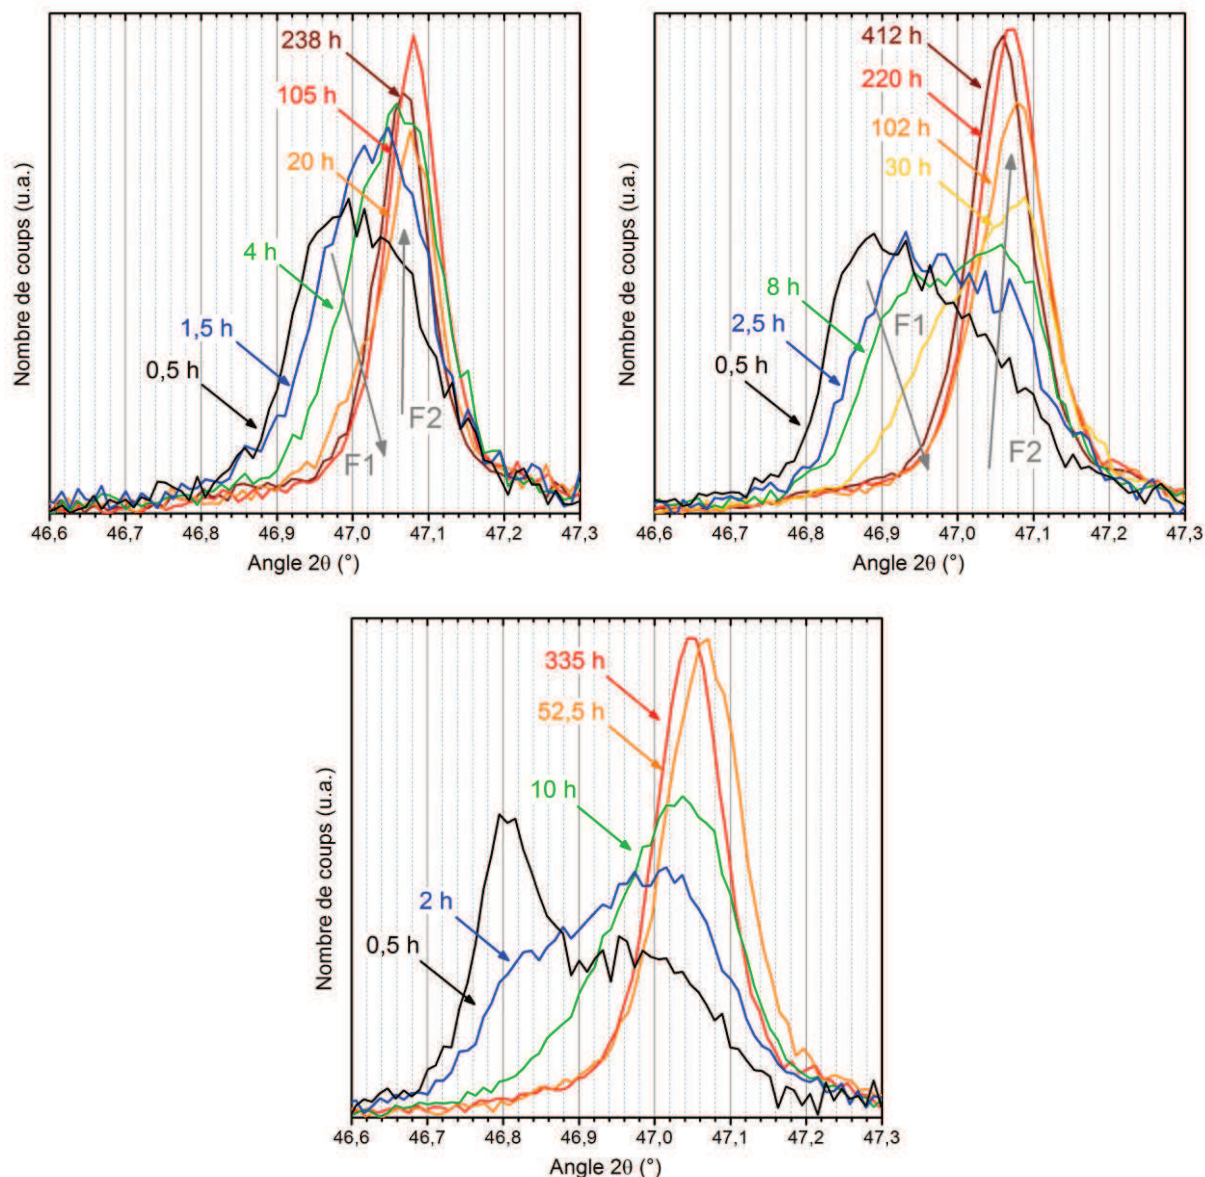 238 h
105 h
20 h
4 h
1,5 h
0,5 h
F1
F2
Nombre de coups (u.a.)
46,6 46,7 46,8 46,9 47,0 47,1 47,2 47,3
Angle 2θ (°)
412 h
220 h
102 h
30 h
8 h
2,5 h
0,5 h
F1
F2
Nombre de coups (u.a.)
46,6 46,7 46,8 46,9 47,0 47,1 47,2 47,3
Angle 2θ (°)
335 h
52,5 h
10 h
2 h
0,5 h
Nombre de coups (u.a.)
46,6 46,7 46,8 46,9 47,0 47,1 47,2 47,3
Angle 2θ (°)